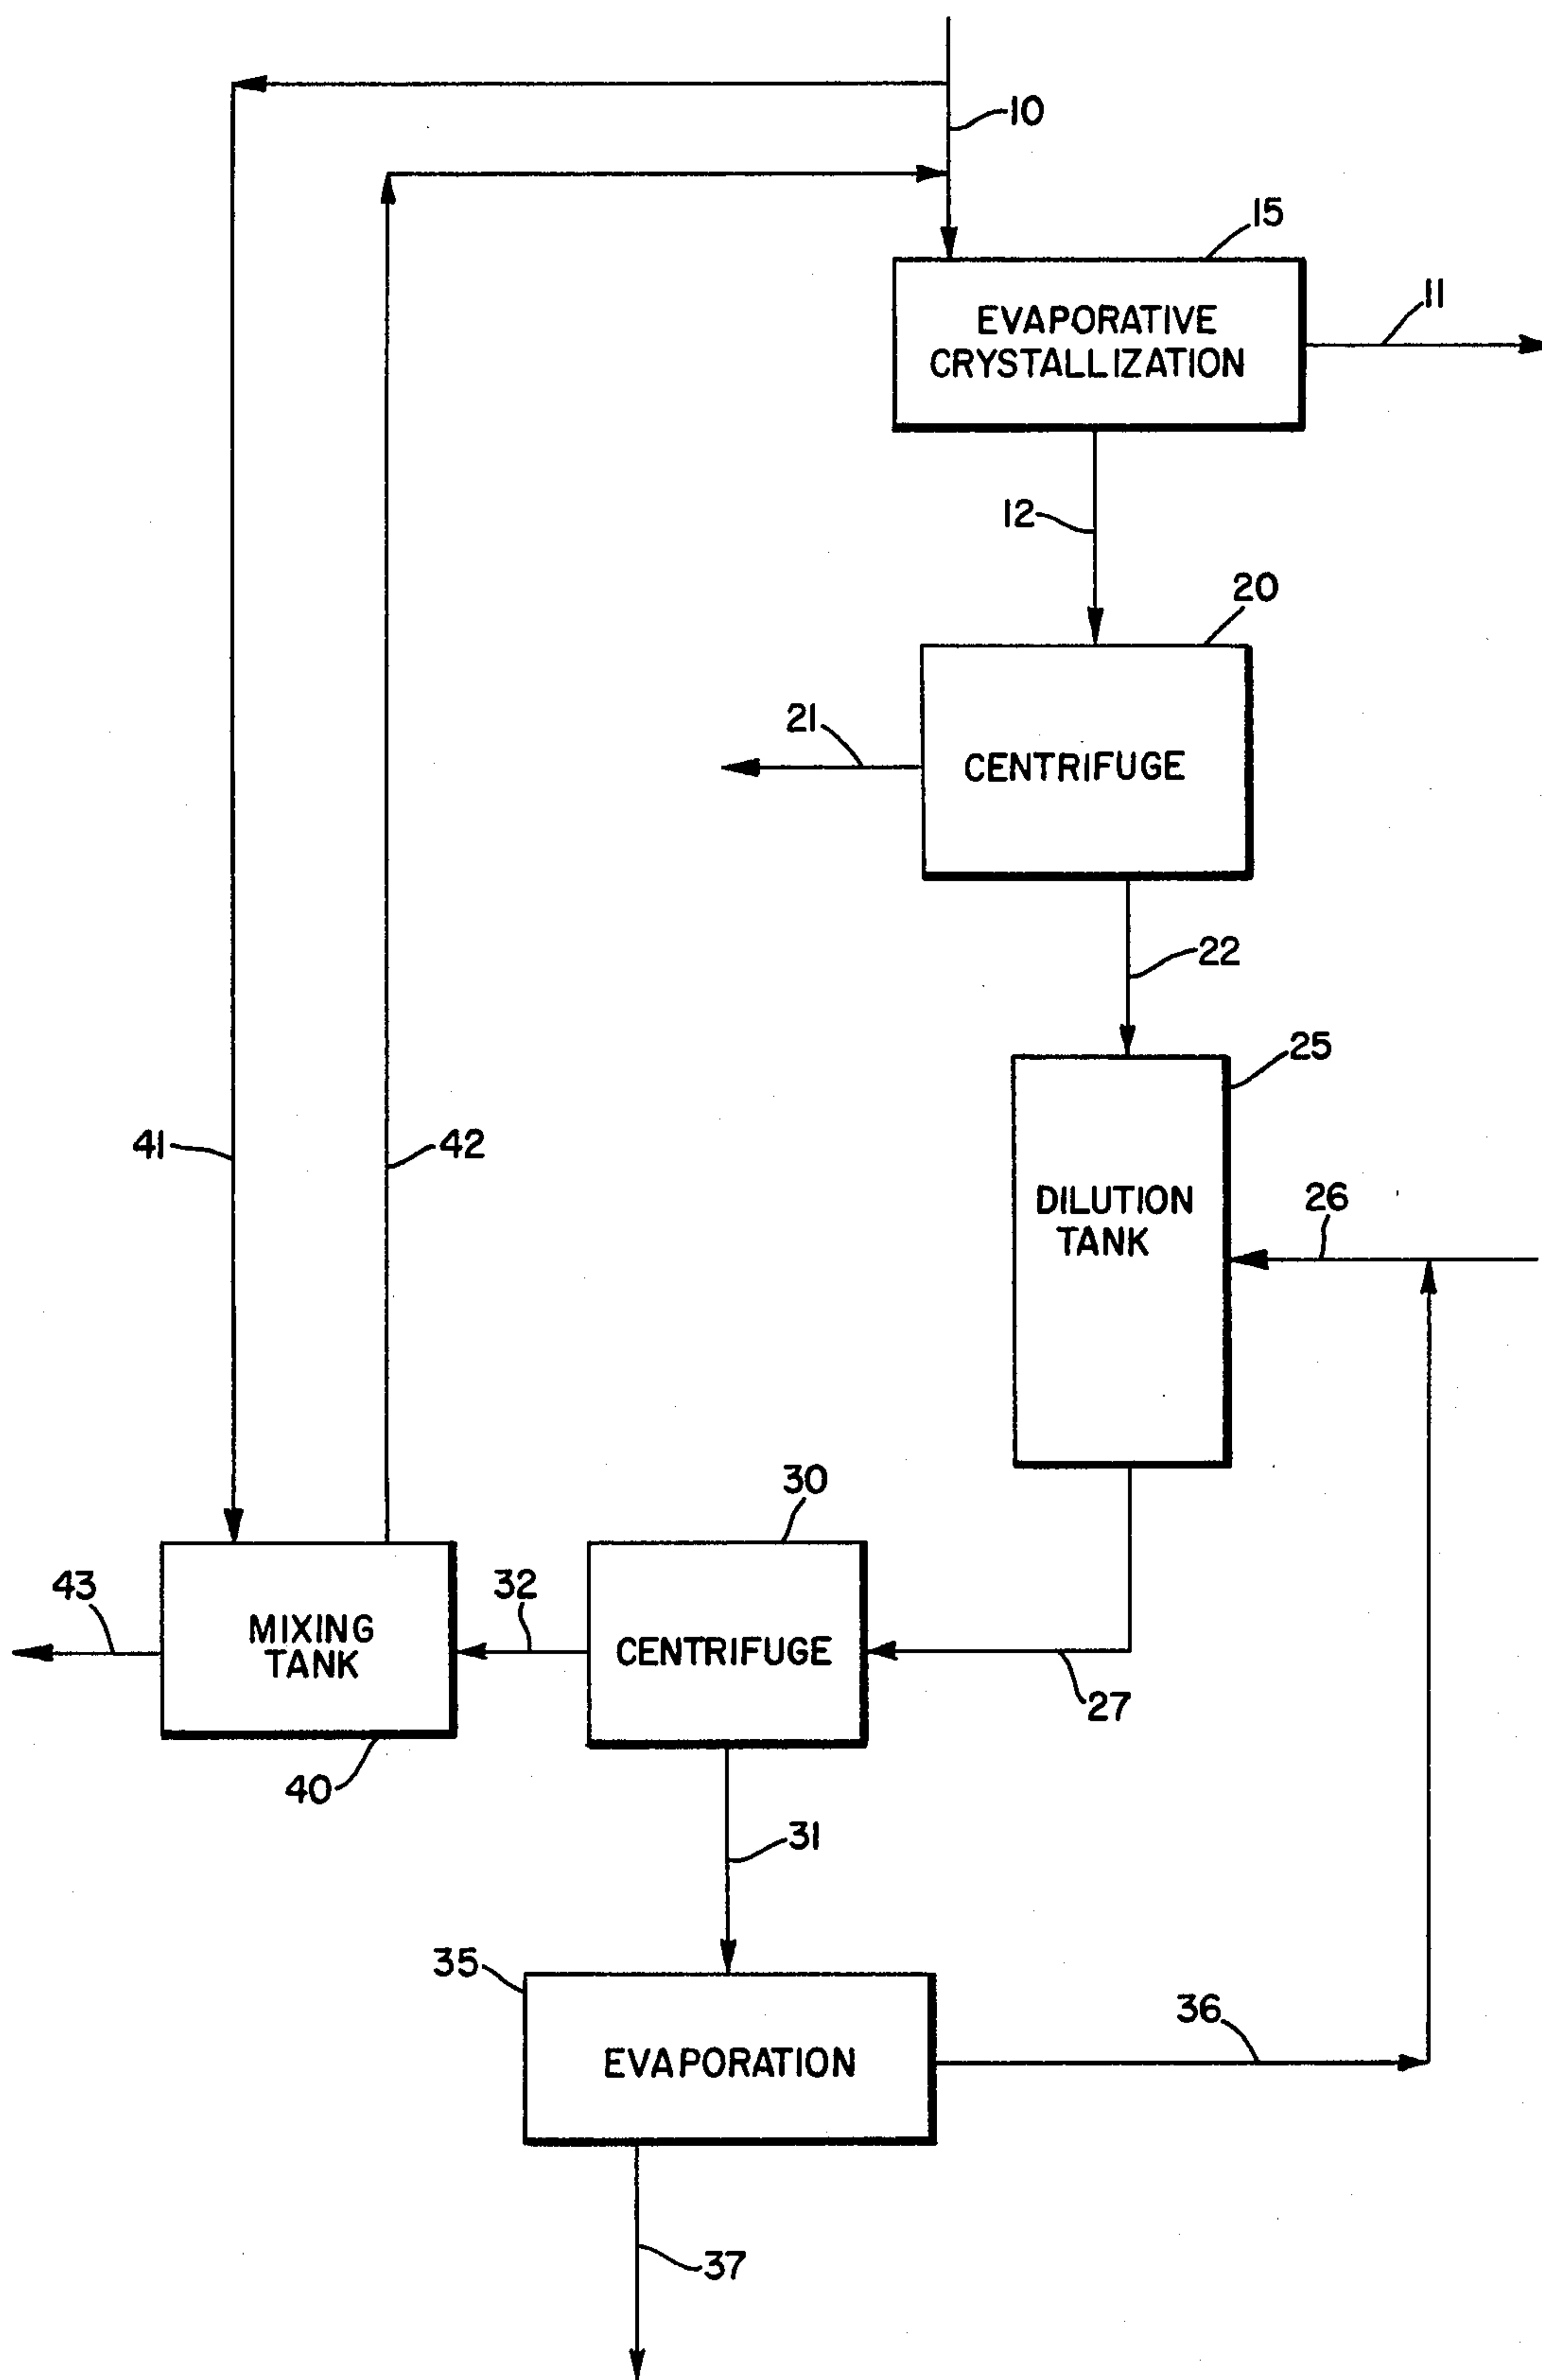 10
15
EVAPORATIVE
CRYSTALLIZATION
11
12
20
21
CENTRIFUGE
22
25
41
42
DILUTION
TANK
26
30
43
32
MIXING
TANK
CENTRIFUGE
27
40
31
35
36
EVAPORATION
37